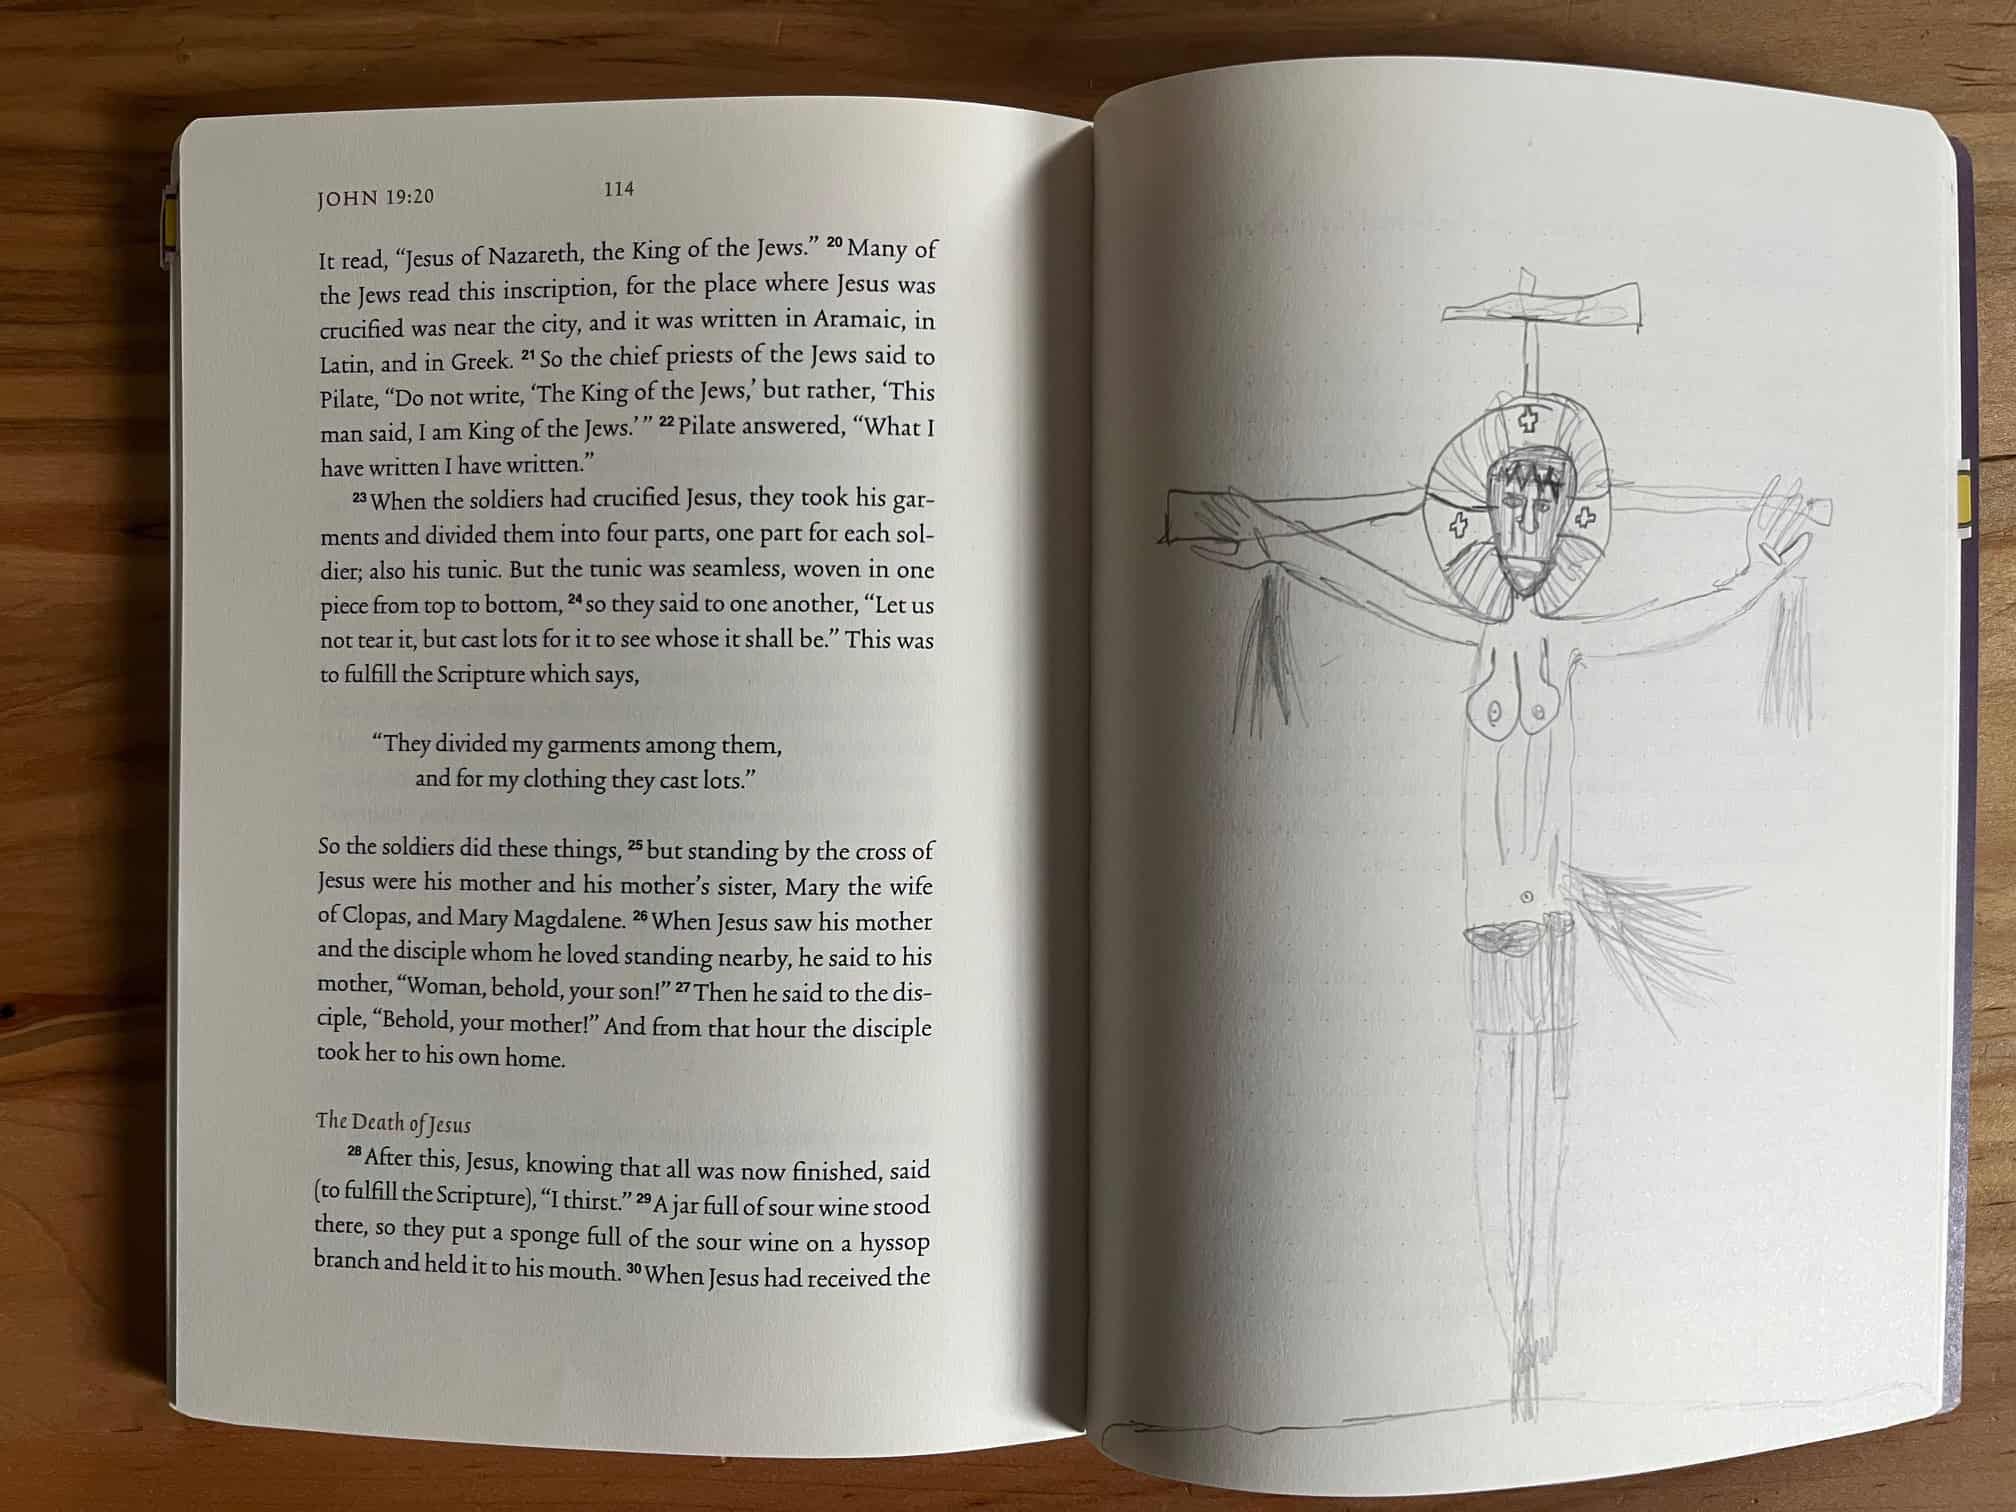 JOHN 19:20 114
It read, “Jesus of Nazareth, the King of the Jews.” 20 Many of
the Jews read this inscription, for the place where Jesus was
crucified was near the city, and it was written in Aramaic, in
Latin, and in Greek. 21 So the chief priests of the Jews said to
Pilate, “Do not write, ‘The King of the Jews,’ but rather, ‘This
man said, I am King of the Jews.’” 22 Pilate answered, “What I
have written I have written.”
23 When the soldiers had crucified Jesus, they took his gar-
ments and divided them into four parts, one part for each sol-
dier; also his tunic. But the tunic was seamless, woven in one
piece from top to bottom, 24 so they said to one another, “Let us
not tear it, but cast lots for it to see whose it shall be.” This was
to fulfill the Scripture which says,
“They divided my garments among them,
and for my clothing they cast lots.”
So the soldiers did these things, 25 but standing by the cross of
Jesus were his mother and his mother’s sister, Mary the wife
of Clopas, and Mary Magdalene. 26 When Jesus saw his mother
and the disciple whom he loved standing nearby, he said to his
mother, “Woman, behold, your son!” 27 Then he said to the dis-
ciple, “Behold, your mother!” And from that hour the disciple
took her to his own home.
The Death of Jesus
28 After this, Jesus, knowing that all was now finished, said
(to fulfill the Scripture), “I thirst.” 29 A jar full of sour wine stood
there, so they put a sponge full of the sour wine on a hyssop
branch and held it to his mouth. 30 When Jesus had received the